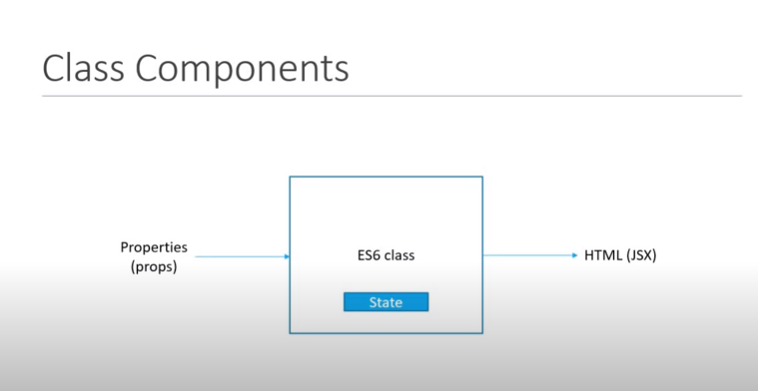 Class Components
Properties
(props)
ES6 class
HTML (JSX)
State